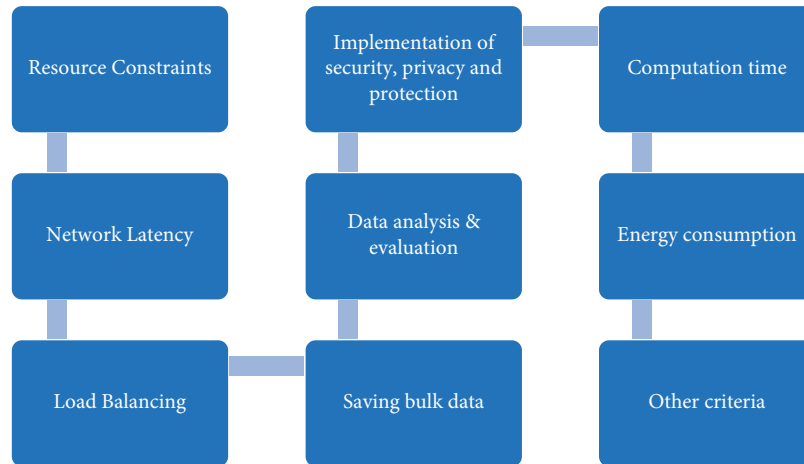 Resource Constraints
Network Latency
Load Balancing
Saving bulk data
Data analysis &
evaluation
Implementation of
security, privacy and
protection
Computation time
Energy consumption
Other criteria